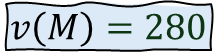 v(M) = 280